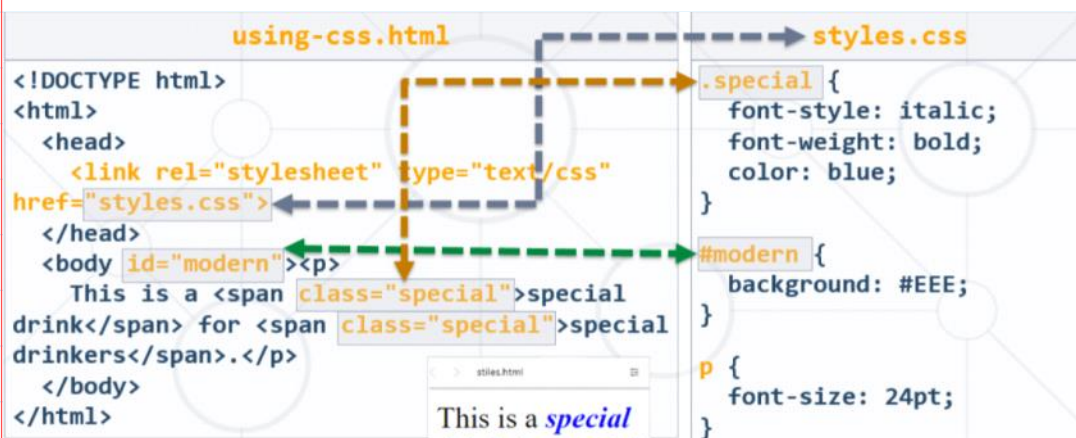 using-css.html
<!DOCTYPE html>
<html>
<head>
<link rel="stylesheet" type="text/css"
href="styles.css">
</head>
<body id="modern"><p>
This is a <span class="special">special
drink</span> for <span class="special">special
drinkers</span>.</p>
</body>
</html>
stiles.html
This is a special
styles.css
.special {
font-style: italic;
font-weight: bold;
color: blue;
}
#modern {
background: #EEE;
}
p {
font-size: 24pt;
}